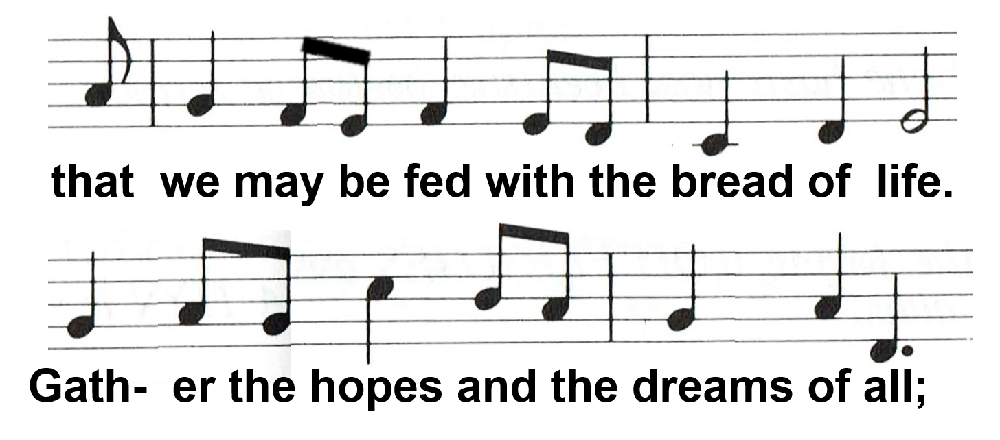 that we may be fed with the bread of life.
Gath- er the hopes and the dreams of all;